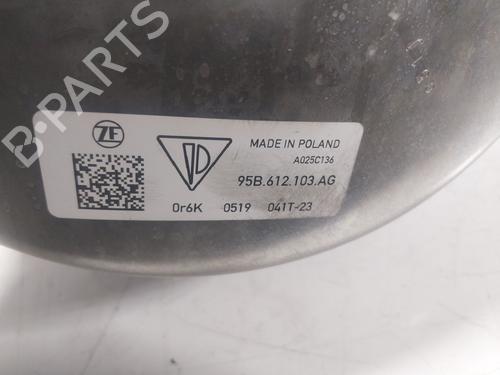 B-PARTS
ZF
MADE IN POLAND
A025C136
95B.612.103.AG
0r6K 0519 041T-23